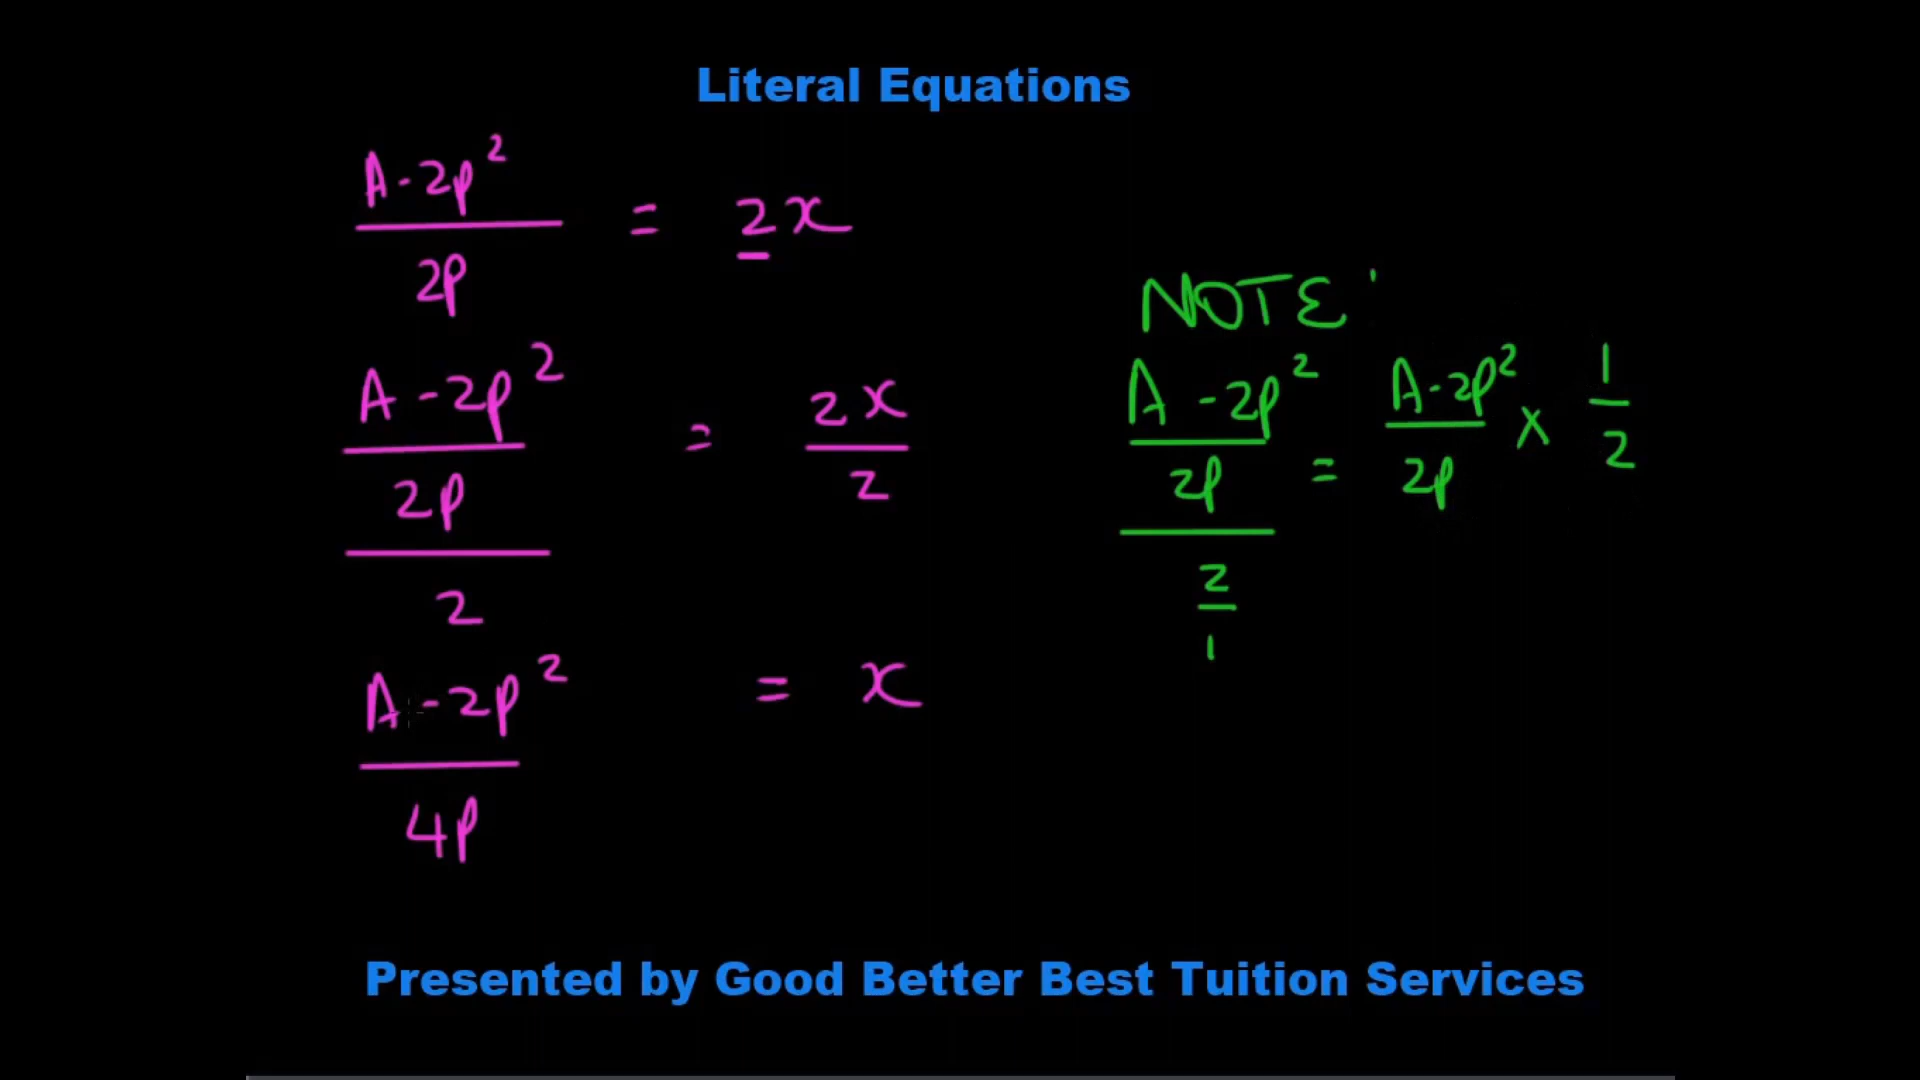 Literal Equations
A - 2p²
2p
= 2x
A - 2p²
2p
2
= 2x
2
A - 2p²
4p
= x
NOTE'
A - 2p²
2p
2
1
= A - 2p²
2p
x 1
2
Presented by Good Better Best Tuition Services